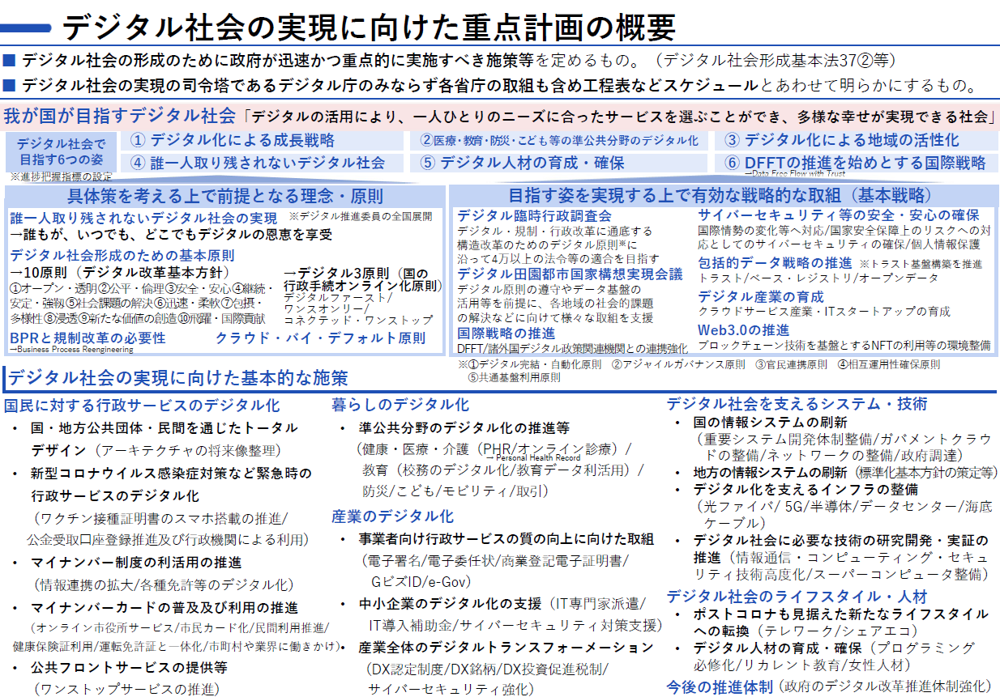 デジタル社会の実現に向けた重点計画の概要
■ デジタル社会の形成のために政府が迅速かつ重点的に実施すべき施策等を定めるもの。（デジタル社会形成基本法37②等）
■ デジタル社会の実現の司令塔であるデジタル庁のみならず各省庁の取組も含め工程表などスケジュールとあわせて明らかにするもの。
我が国が目指すデジタル社会「デジタルの活用により、一人ひとりのニーズに合ったサービスを選ぶことができ、多様な幸せが実現できる社会」
デジタル社会で
目指す6つの姿
※進捗把握指標の設定
① デジタル化による成長戦略
②医療・教育・防災・こども等の準公共分野のデジタル化
③ デジタル化による地域の活性化
④ 誰一人取り残されないデジタル社会
⑤ デジタル人材の育成・確保
⑥ DFFTの推進を始めとする国際戦略
→Data Free Flow with Trust
具体策を考える上で前提となる理念・原則
誰一人取り残されないデジタル社会の実現 ※デジタル推進委員の全国展開
→誰もが、いつでも、どこでもデジタルの恩恵を享受
デジタル社会形成のための基本原則
→10原則（デジタル改革基本方針）
①オープン・透明②公平・倫理③安全・安心④継続・
安定・強靱⑤社会課題の解決⑥迅速・柔軟⑦包摂・
多様性⑧浸透⑨新たな価値の創造⑩飛躍・国際貢献
→デジタル3原則（国の
行政手続オンライン化原則）
デジタルファースト/
ワンスオンリー/
コネクテッド・ワンストップ
BPRと規制改革の必要性
→Business Process Reengineering
クラウド・バイ・デフォルト原則
目指す姿を実現する上で有効な戦略的な取組（基本戦略）
デジタル臨時行政調査会
デジタル・規制・行政改革に通底する
構造改革のためのデジタル原則※に
沿って4万以上の法令等の適合を目指す
デジタル田園都市国家構想実現会議
デジタル原則の遵守やデータ基盤の
活用等を前提に、各地域の社会的課題
の解決などに向けて様々な取組を支援
国際戦略の推進
DFFT/諸外国デジタル政策関連機関との連携強化
サイバーセキュリティ等の安全・安心の確保
国際情勢の変化等へ対応/国家安全保障上のリスクへの対
応としてのサイバーセキュリティの確保/個人情報保護
包括的データ戦略の推進 ※トラスト基盤構築を推進
トラスト/ベース・レジストリ/オープンデータ
デジタル産業の育成
クラウドサービス産業・ITスタートアップの育成
Web3.0の推進
ブロックチェーン技術を基盤とするNFTの利用等の環境整備
※①デジタル完結・自動化原則 ②アジャイルガバナンス原則 ③官民連携原則 ④相互運用性確保原則
⑤共通基盤利用原則
デジタル社会の実現に向けた基本的な施策
国民に対する行政サービスのデジタル化
• 国・地方公共団体・民間を通じたトータル
デザイン（アーキテクチャの将来像整理）
• 新型コロナウイルス感染症対策など緊急時の
行政サービスのデジタル化
（ワクチン接種証明書のスマホ搭載の推進/
公金受取口座登録推進及び行政機関による利用）
• マイナンバー制度の利活用の推進
（情報連携の拡大/各種免許等のデジタル化）
• マイナンバーカードの普及及び利用の推進
（オンライン市役所サービス/市民カード化/民間利用推進/
健康保険証利用/運転免許証と一体化/市町村や業界に働きかけ）
• 公共フロントサービスの提供等
（ワンストップサービスの推進）
暮らしのデジタル化
• 準公共分野のデジタル化の推進等
（健康・医療・介護（PHR/オンライン診療）/
→ Personal Health Record
教育（校務のデジタル化/教育データ利活用）/
防災/こども/モビリティ/取引）
産業のデジタル化
• 事業者向け行政サービスの質の向上に向けた取組
（電子署名/電子委任状/商業登記電子証明書/
GビズID/e-Gov）
• 中小企業のデジタル化の支援（IT専門家派遣/
IT導入補助金/サイバーセキュリティ対策支援）
• 産業全体のデジタルトランスフォーメーション
（DX認定制度/DX銘柄/DX投資促進税制/
サイバーセキュリティ強化）
デジタル社会を支えるシステム・技術
• 国の情報システムの刷新
（重要システム開発体制整備/ガバメントクラウ
ドの整備/ネットワークの整備/政府調達）
• 地方の情報システムの刷新（標準化基本方針の策定等）
• デジタル化を支えるインフラの整備
（光ファイバ/ 5G/半導体/データセンター/海底
ケーブル）
• デジタル社会に必要な技術の研究開発・実証の
推進（情報通信・コンピューティング・セキュ
リティ技術高度化/スーパーコンピュータ整備）
デジタル社会のライフスタイル・人材
• ポストコロナも見据えた新たなライフスタイル
への転換（テレワーク/シェアエコ）
• デジタル人材の育成・確保（プログラミング
必修化/リカレント教育/女性人材）
今後の推進体制（政府のデジタル改革推進体制強化）